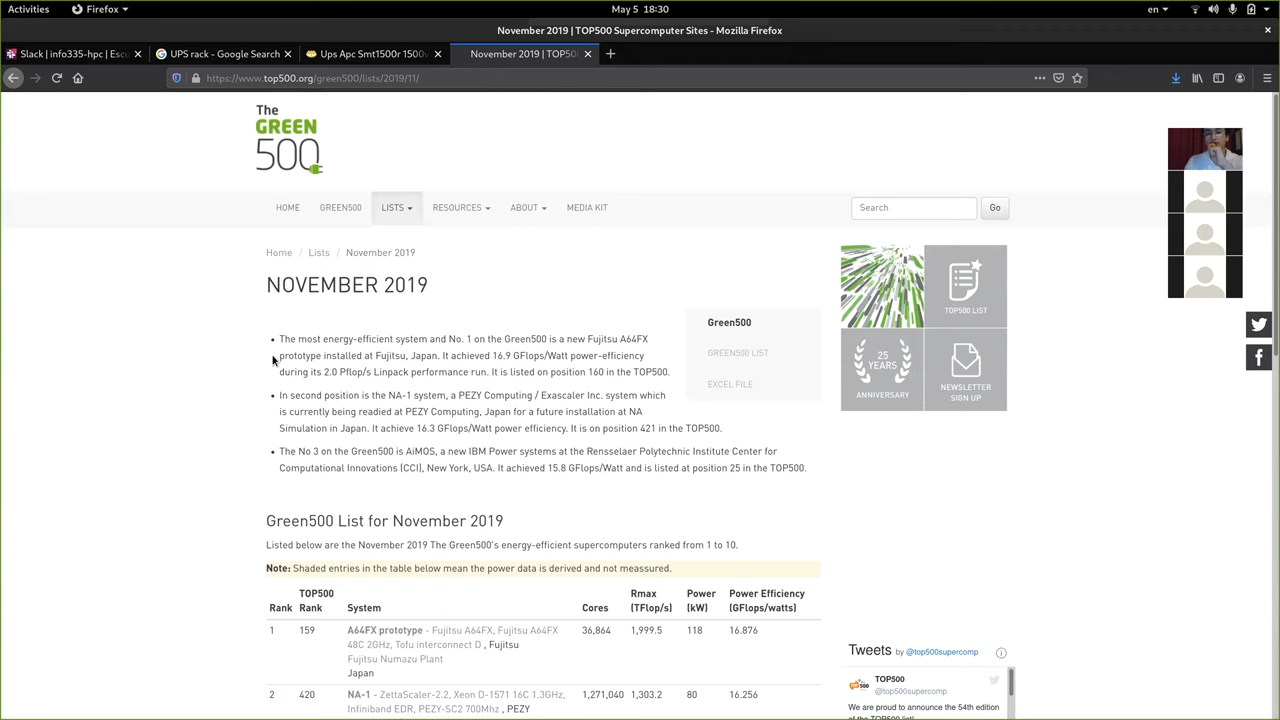 Activities
Firefox
May 5 18:30
en
November 2019 | TOP500 Supercomputer Sites - Mozilla Firefox
Slack | info335-hpc | Escu
UPS rack - Google Search
Ups Apc Smt1500r 1500v
November 2019 | TOP50
https://www.top500.org/green500/lists/2019/11/
The
GREEN
500
HOME
GREEN500
LISTS
RESOURCES
ABOUT
MEDIA KIT
Search
Go
Home / Lists / November 2019
NOVEMBER 2019
• The most energy-efficient system and No. 1 on the Green500 is a new Fujitsu A64FX
prototype installed at Fujitsu, Japan. It achieved 16.9 GFlops/Watt power-efficiency
during its 2.0 Pflop/s Linpack performance run. It is listed on position 160 in the TOP500.
• In second position is the NA-1 system, a PEZY Computing / Exascaler Inc. system which
is currently being readied at PEZY Computing, Japan for a future installation at NA
Simulation in Japan. It achieve 16.3 GFlops/Watt power efficiency. It is on position 421 in the TOP500.
• The No 3 on the Green500 is AiMOS, a new IBM Power systems at the Rensselaer Polytechnic Institute Center for
Computational Innovations (CCI), New York, USA. It achieved 15.8 GFlops/Watt and is listed at position 25 in the TOP500.
Green500
GREEN500 LIST
EXCEL FILE
TOP500 LIST
25
YEARS
ANNIVERSARY
NEWSLETTER
SIGN UP
Green500 List for November 2019
Listed below are the November 2019 The Green500's energy-efficient supercomputers ranked from 1 to 10.
Note: Shaded entries in the table below mean the power data is derived and not meassured.
Rank
TOP500
Rank
System
Cores
Rmax
(TFlop/s)
Power
(kW)
Power Efficiency
(GFlops/watts)
1 159 A64FX prototype - Fujitsu A64FX, Fujitsu A64FX 36,864 1,999.5 118 16.876
48C 2GHz, Tofu interconnect D , Fujitsu
Fujitsu Numazu Plant
Japan
2 420 NA-1 - ZettaScaler-2.2, Xeon D-1571 16C 1.3GHz, 1,271,040 1,303.2 80 16.256
Infiniband EDR, PEZY-SC2 700Mhz , PEZY
Tweets by @top500supercomp
TOP500
@top500supercomp
We are proud to announce the 54th edition
of the TOP500 list!